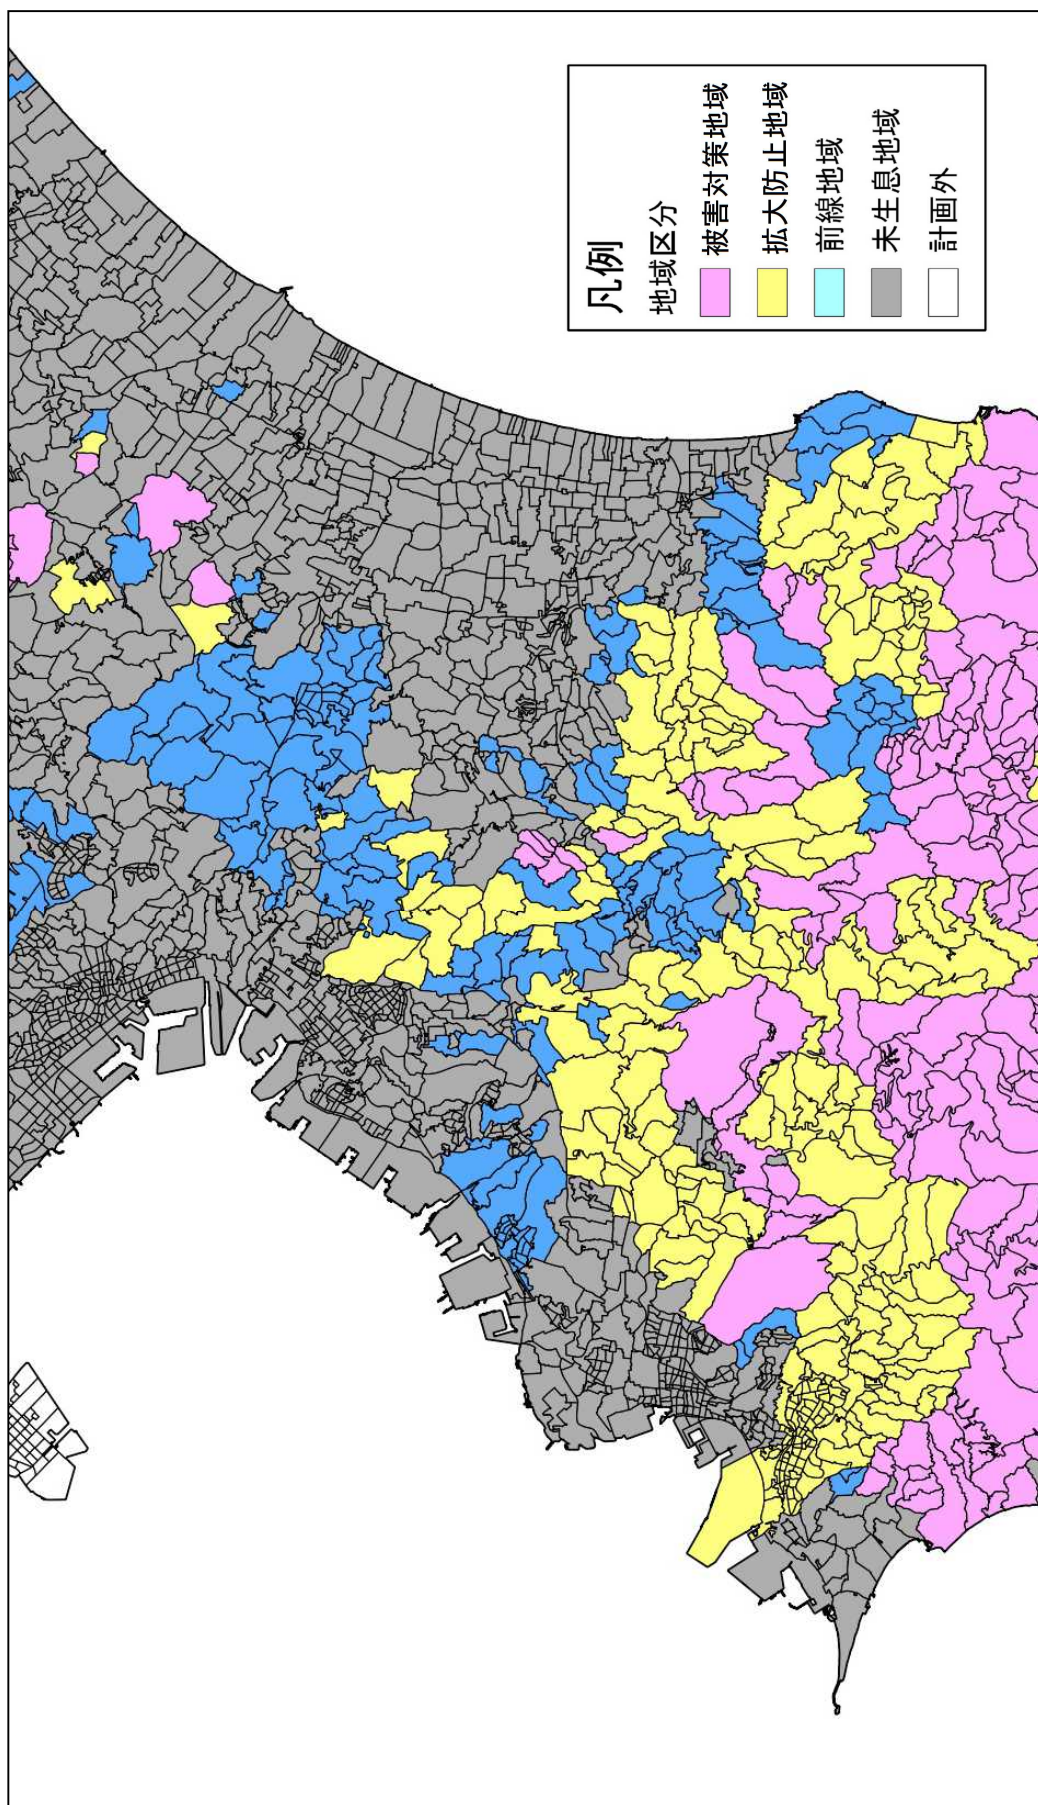 凡例
地域区分
被害対策地域
拡大防止地域
前線地域
未生息地域
計画外